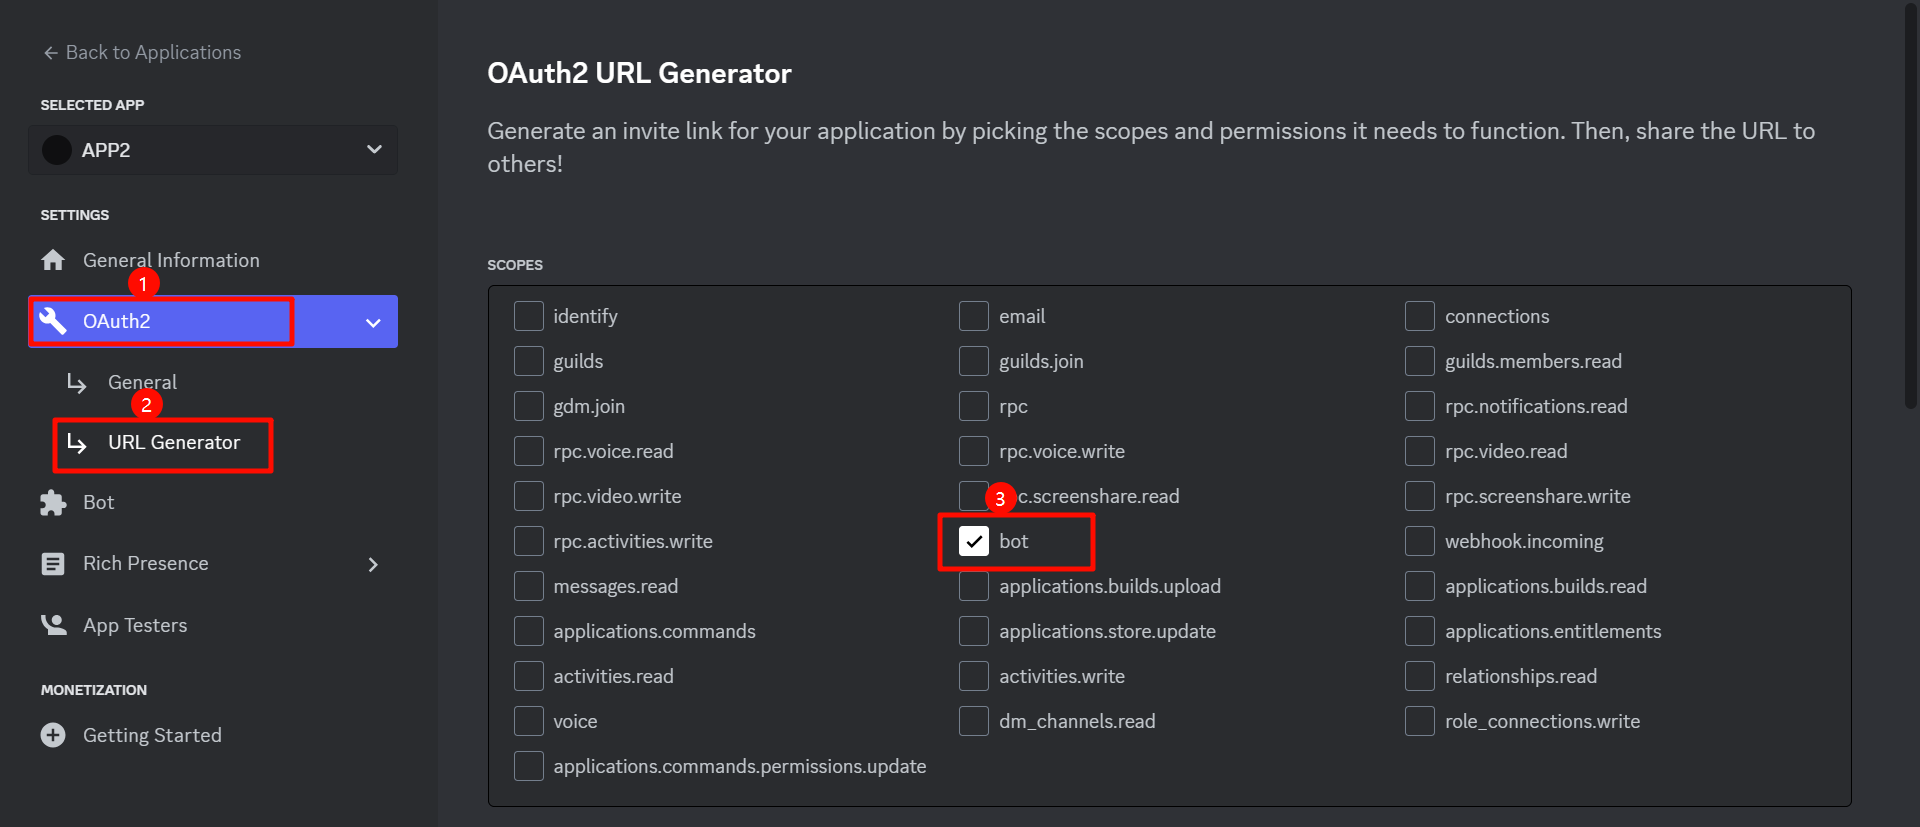 Back to Applications
SELECTED APP
APP2
SETTINGS
General Information
1
OAuth2
General
2
URL Generator
Bot
Rich Presence
App Testers
MONETIZATION
Getting Started
OAuth2 URL Generator
Generate an invite link for your application by picking the scopes and permissions it needs to function. Then, share the URL to
others!
SCOPES
identify
email
connections
guilds
guilds.join
guilds.members.read
gdm.join
rpc
rpc.notifications.read
rpc.voice.read
rpc.voice.write
rpc.video.read
rpc.video.write
3
c.screenshare.read
rpc.screenshare.write
rpc.activities.write
bot
webhook.incoming
messages.read
applications.builds.upload
applications.builds.read
applications.commands
applications.store.update
applications.entitlements
activities.read
activities.write
relationships.read
voice
dm_channels.read
role_connections.write
applications.commands.permissions.update